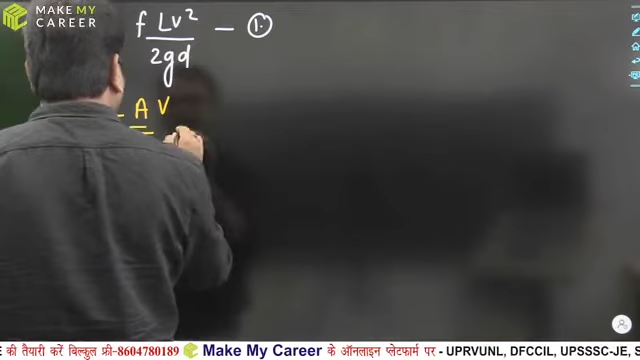 MAKE MY
CAREER
f Lv² — ①
2gd
A V
की तैयारी करें बिल्कुल फ्री-8604780189 Make My Career के ऑनलाइन प्लेटफार्म पर - UPRVUNL, DFCCIL, UPSSSC-JE, S